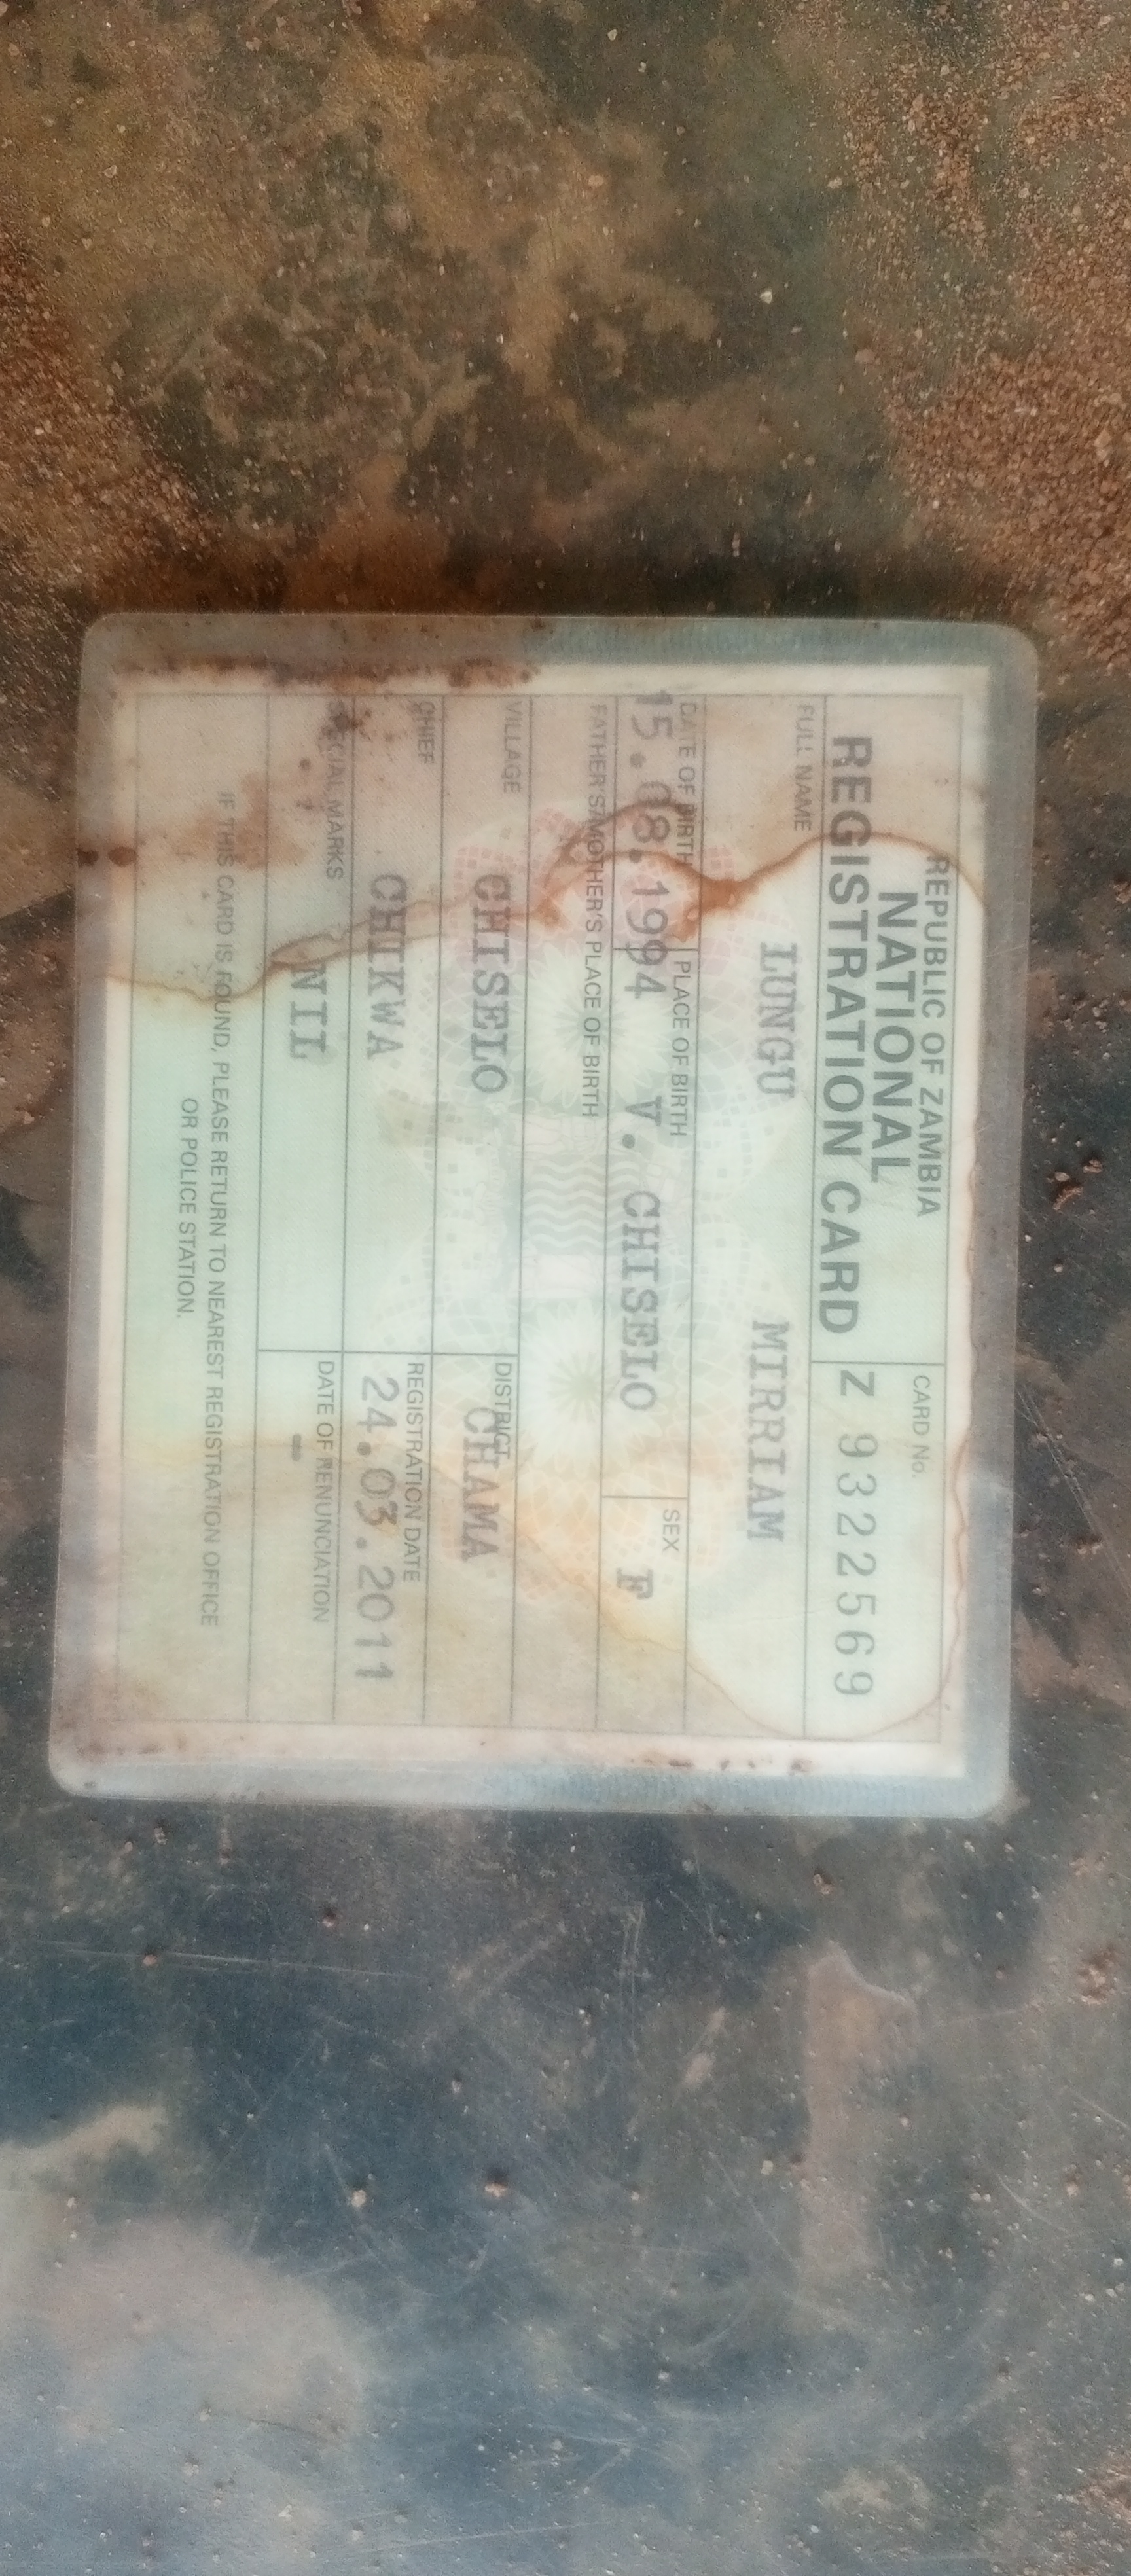 REPUBLIC OF ZAMBIA
NATIONAL
REGISTRATION CARD
CARD No.
Z 9322569
FULL NAME
LUNGU MIRRIAM
DATE OF BIRTH PLACE OF BIRTH SEX
15.08.1994 V. CHISELO F
FATHER'S/MOTHER'S PLACE OF BIRTH
VILLAGE DISTRICT
CHISELO CHAMA
CHIEF REGISTRATION DATE
CHIKWA 24.03.2011
SPECIAL MARKS DATE OF RENUNCIATION
NIL -
IF THIS CARD IS FOUND, PLEASE RETURN TO NEAREST REGISTRATION OFFICE
OR POLICE STATION.